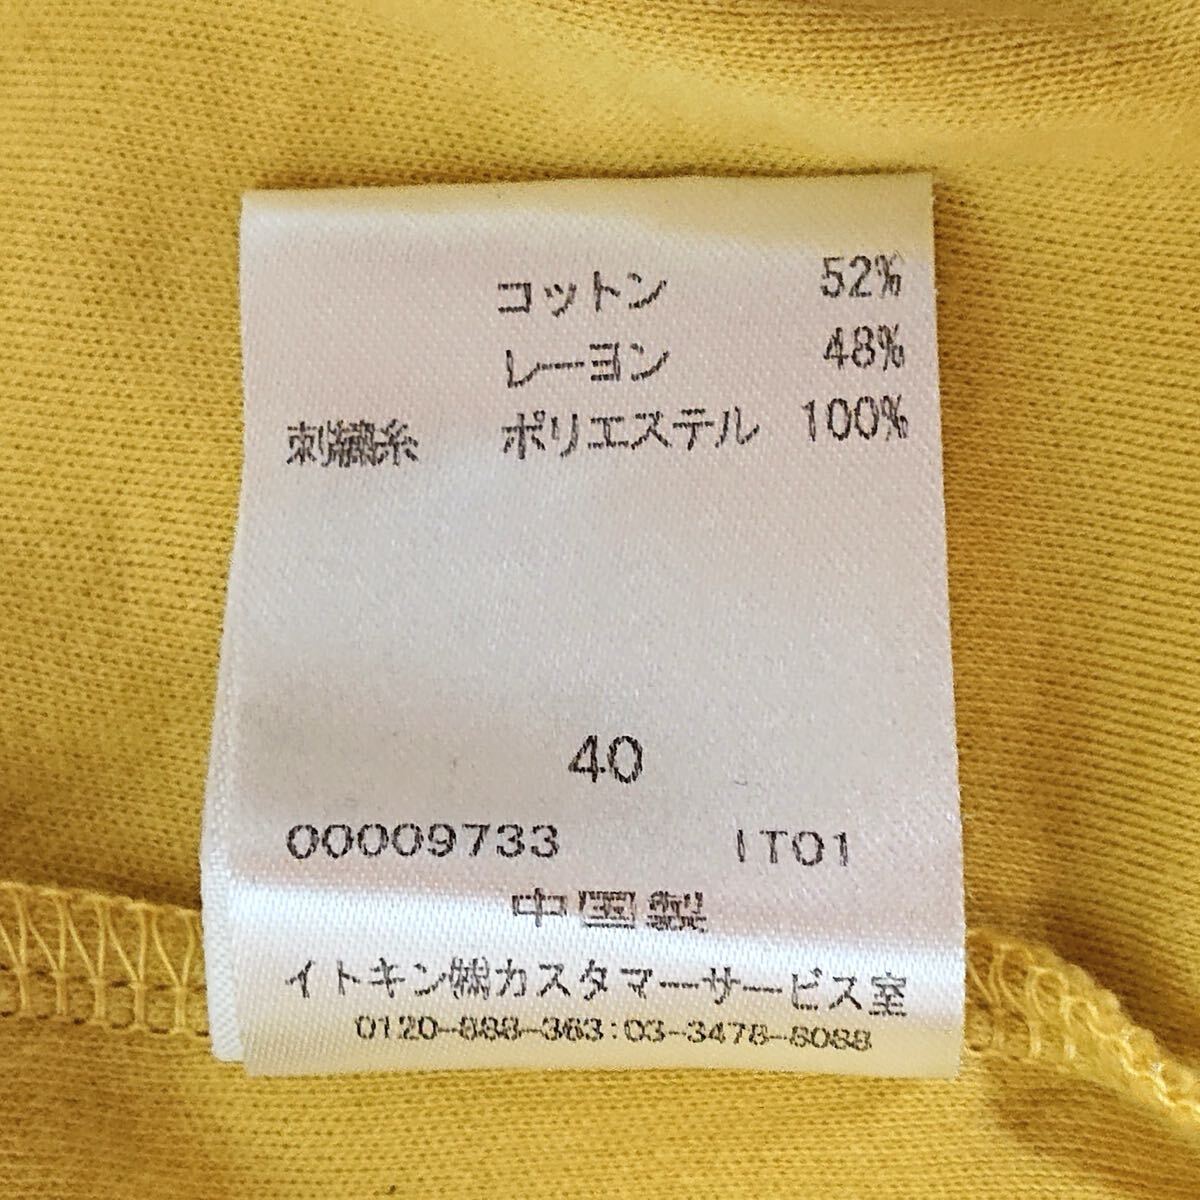 コットン 52%
レーヨン 48%
刺繍糸 ポリエステル 100%
40
00009733 IT01
中国製
イトキン㈱カスタマーサービス室
0120-888-363:03-3478-8088